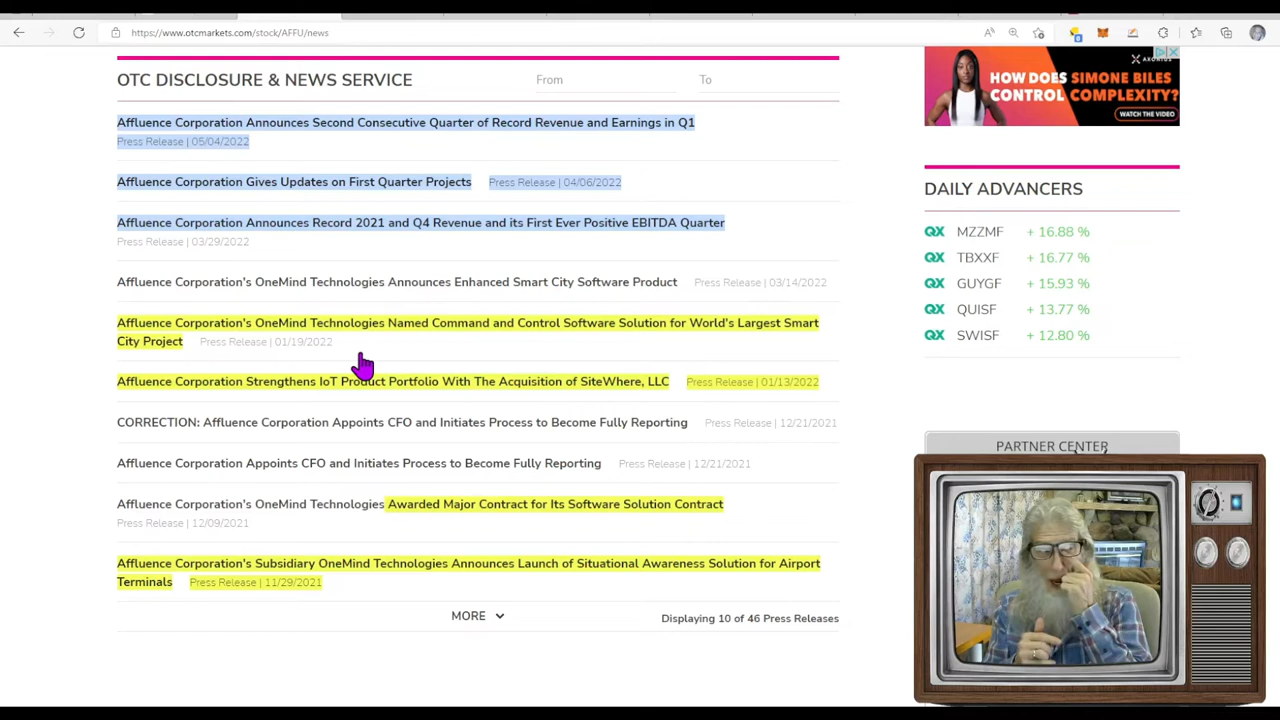 https://www.otcmarkets.com/stock/AFFU/news
OTC DISCLOSURE & NEWS SERVICE
From
To
Affluence Corporation Announces Second Consecutive Quarter of Record Revenue and Earnings in Q1
Press Release | 05/04/2022
Affluence Corporation Gives Updates on First Quarter Projects Press Release | 04/06/2022
Affluence Corporation Announces Record 2021 and Q4 Revenue and its First Ever Positive EBITDA Quarter
Press Release | 03/29/2022
Affluence Corporation's OneMind Technologies Announces Enhanced Smart City Software Product Press Release | 03/14/2022
Affluence Corporation's OneMind Technologies Named Command and Control Software Solution for World's Largest Smart
City Project Press Release | 01/19/2022
Affluence Corporation Strengthens IoT Product Portfolio With The Acquisition of SiteWhere, LLC Press Release | 01/13/2022
CORRECTION: Affluence Corporation Appoints CFO and Initiates Process to Become Fully Reporting Press Release | 12/21/2021
Affluence Corporation Appoints CFO and Initiates Process to Become Fully Reporting Press Release | 12/21/2021
Affluence Corporation's OneMind Technologies Awarded Major Contract for Its Software Solution Contract
Press Release | 12/09/2021
Affluence Corporation's Subsidiary OneMind Technologies Announces Launch of Situational Awareness Solution for Airport
Terminals Press Release | 11/29/2021
MORE
Displaying 10 of 46 Press Releases
AXONIUS
HOW DOES SIMONE BILES
CONTROL COMPLEXITY?
WATCH THE VIDEO
DAILY ADVANCERS
QX MZZMF + 16.88 %
QX TBXXF + 16.77 %
QX GUYGF + 15.93 %
QX QUISF + 13.77 %
QX SWISF + 12.80 %
PARTNER CENTER